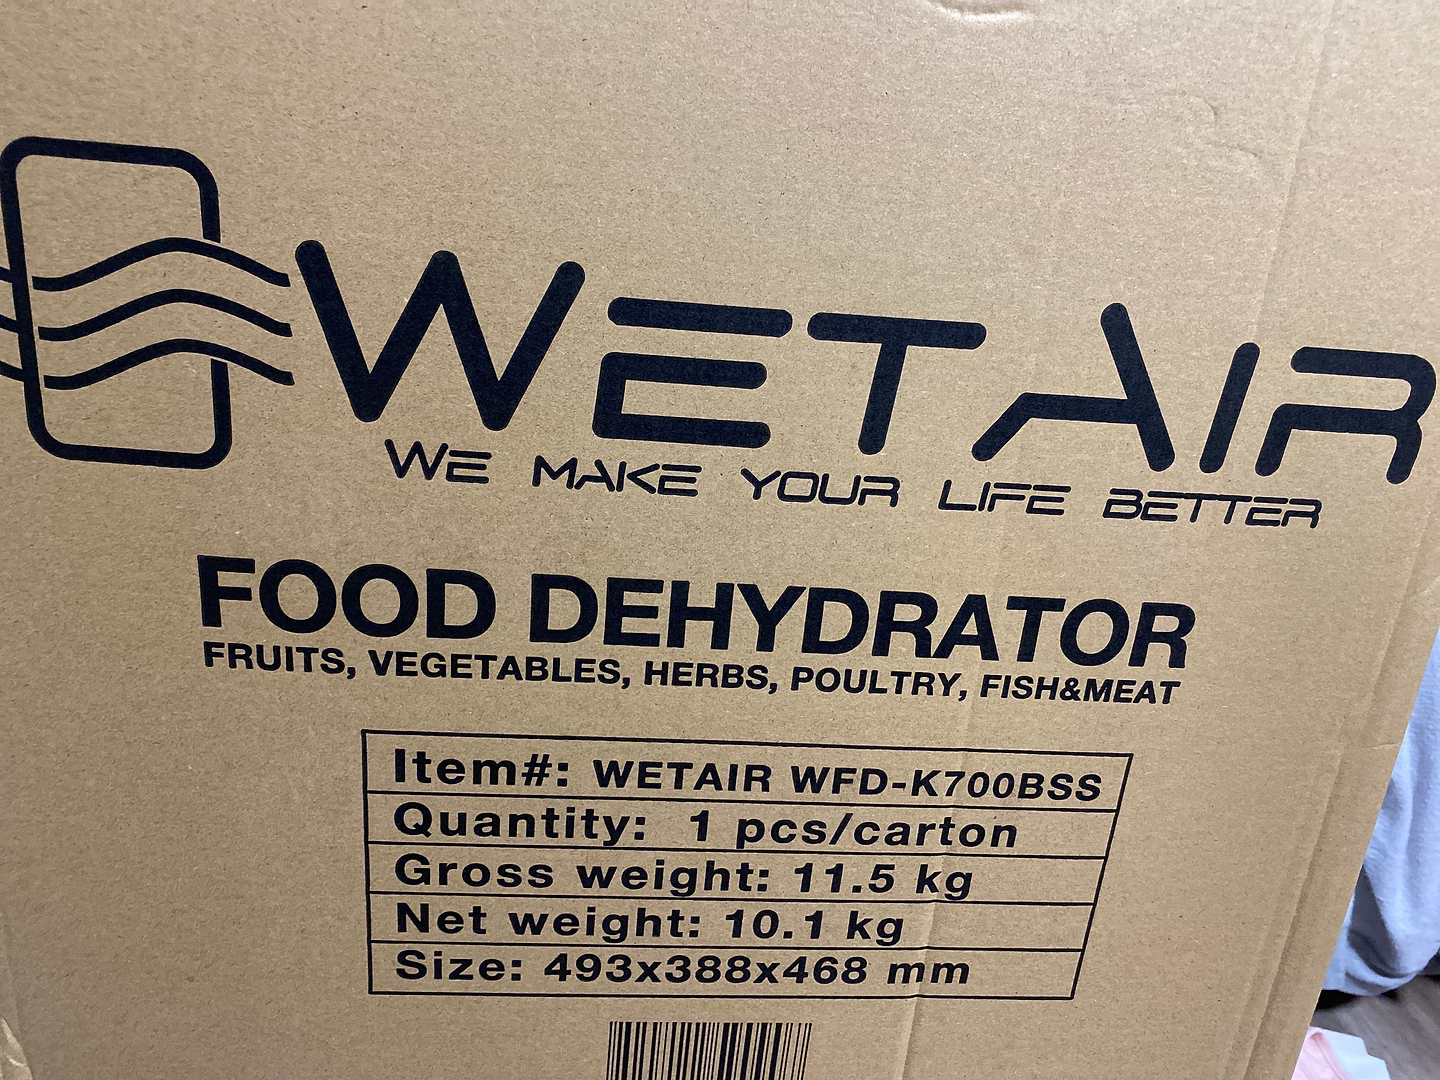 WETAIR
WE MAKE YOUR LIFE BETTER
FOOD DEHYDRATOR
FRUITS, VEGETABLES, HERBS, POULTRY, FISH&MEAT
Item#: WETAIR WFD-K700BSS
Quantity: 1 pcs/carton
Gross weight: 11.5 kg
Net weight: 10.1 kg
Size: 493x388x468 mm